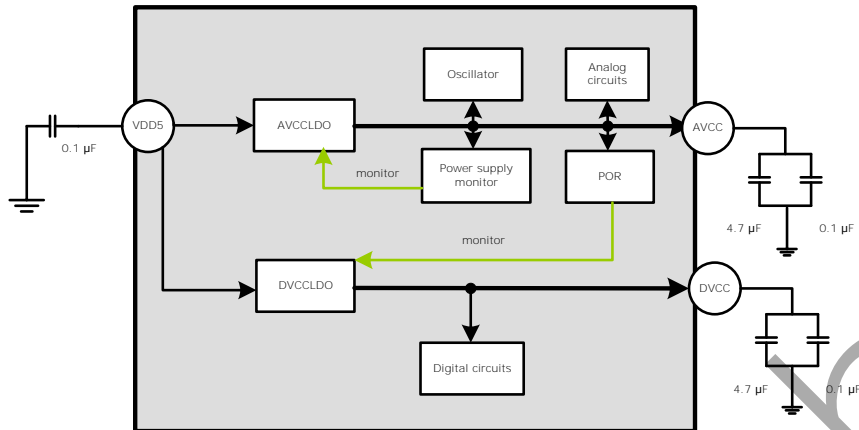 Oscillator
Analog
circuits
VDD5
AVCCLDO
AVCC
0.1 µF
monitor
Power supply
monitor
POR
4.7 µF
0.1 µF
monitor
DVCCLDO
DVCC
Digital circuits
4.7 µF
0.1 µF